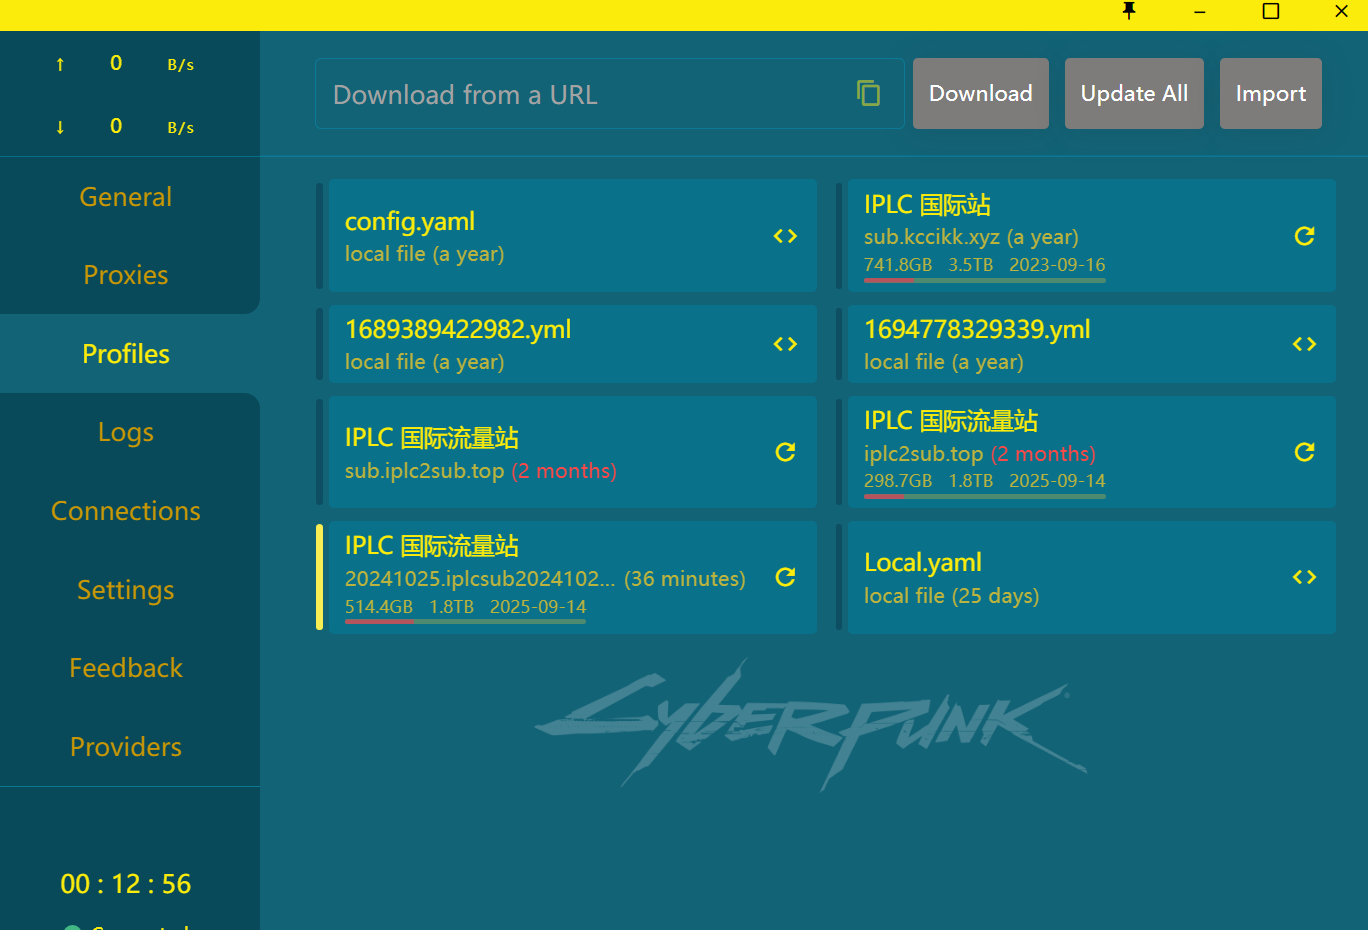 ↑ 0 B/s
↓ 0 B/s
General
Proxies
Profiles
Logs
Connections
Settings
Feedback
Providers
00 : 12 : 56
Download from a URL
Download
Update All
Import
config.yaml
local file (a year)
IPLC 国际站
sub.kccikk.xyz (a year)
741.8GB 3.5TB 2023-09-16
1689389422982.yml
local file (a year)
1694778329339.yml
local file (a year)
IPLC 国际流量站
sub.iplc2sub.top (2 months)
IPLC 国际流量站
iplc2sub.top (2 months)
298.7GB 1.8TB 2025-09-14
IPLC 国际流量站
20241025.iplcsub2024102... (36 minutes)
514.4GB 1.8TB 2025-09-14
Local.yaml
local file (25 days)
CYBERPUNK